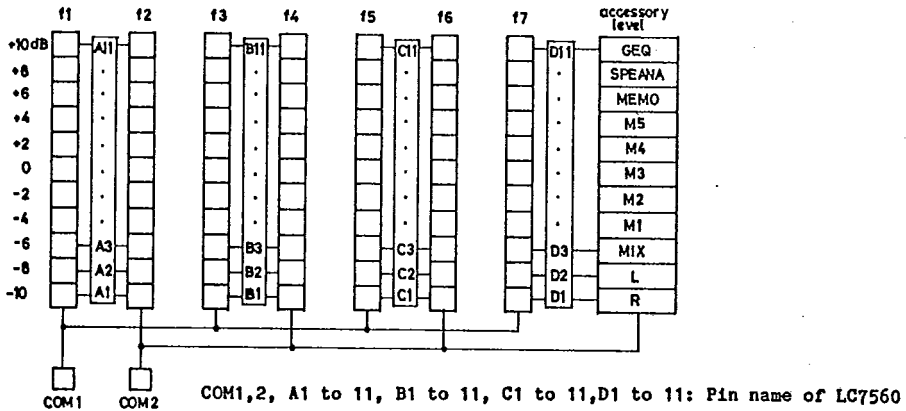 f1 f2 f3 f4 f5 f6 f7 accessory level
+10dB A11 B11 C11 D11 GEQ
+8 SPEANA
+6 MEMO
+4 M5
+2 M4
0 M3
-2 M2
-4 M1
-6 A3 B3 C3 D3 MIX
-8 A2 B2 C2 D2 L
-10 A1 B1 C1 D1 R
COM1 COM2 COM1,2, A1 to 11, B1 to 11, C1 to 11,D1 to 11: Pin name of LC7560